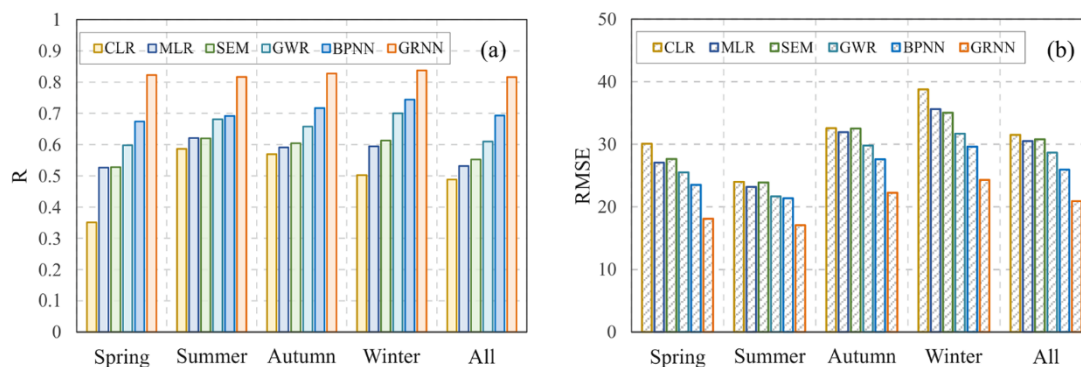 1
0.9
0.8
0.7
0.6
0.5
0.4
0.3
0.2
0.1
0
R
CLR MLR SEM GWR BPNN GRNN
(a)
Spring Summer Autumn Winter All
50
40
30
20
10
0
RMSE
CLR MLR SEM GWR BPNN GRNN
(b)
Spring Summer Autumn Winter All